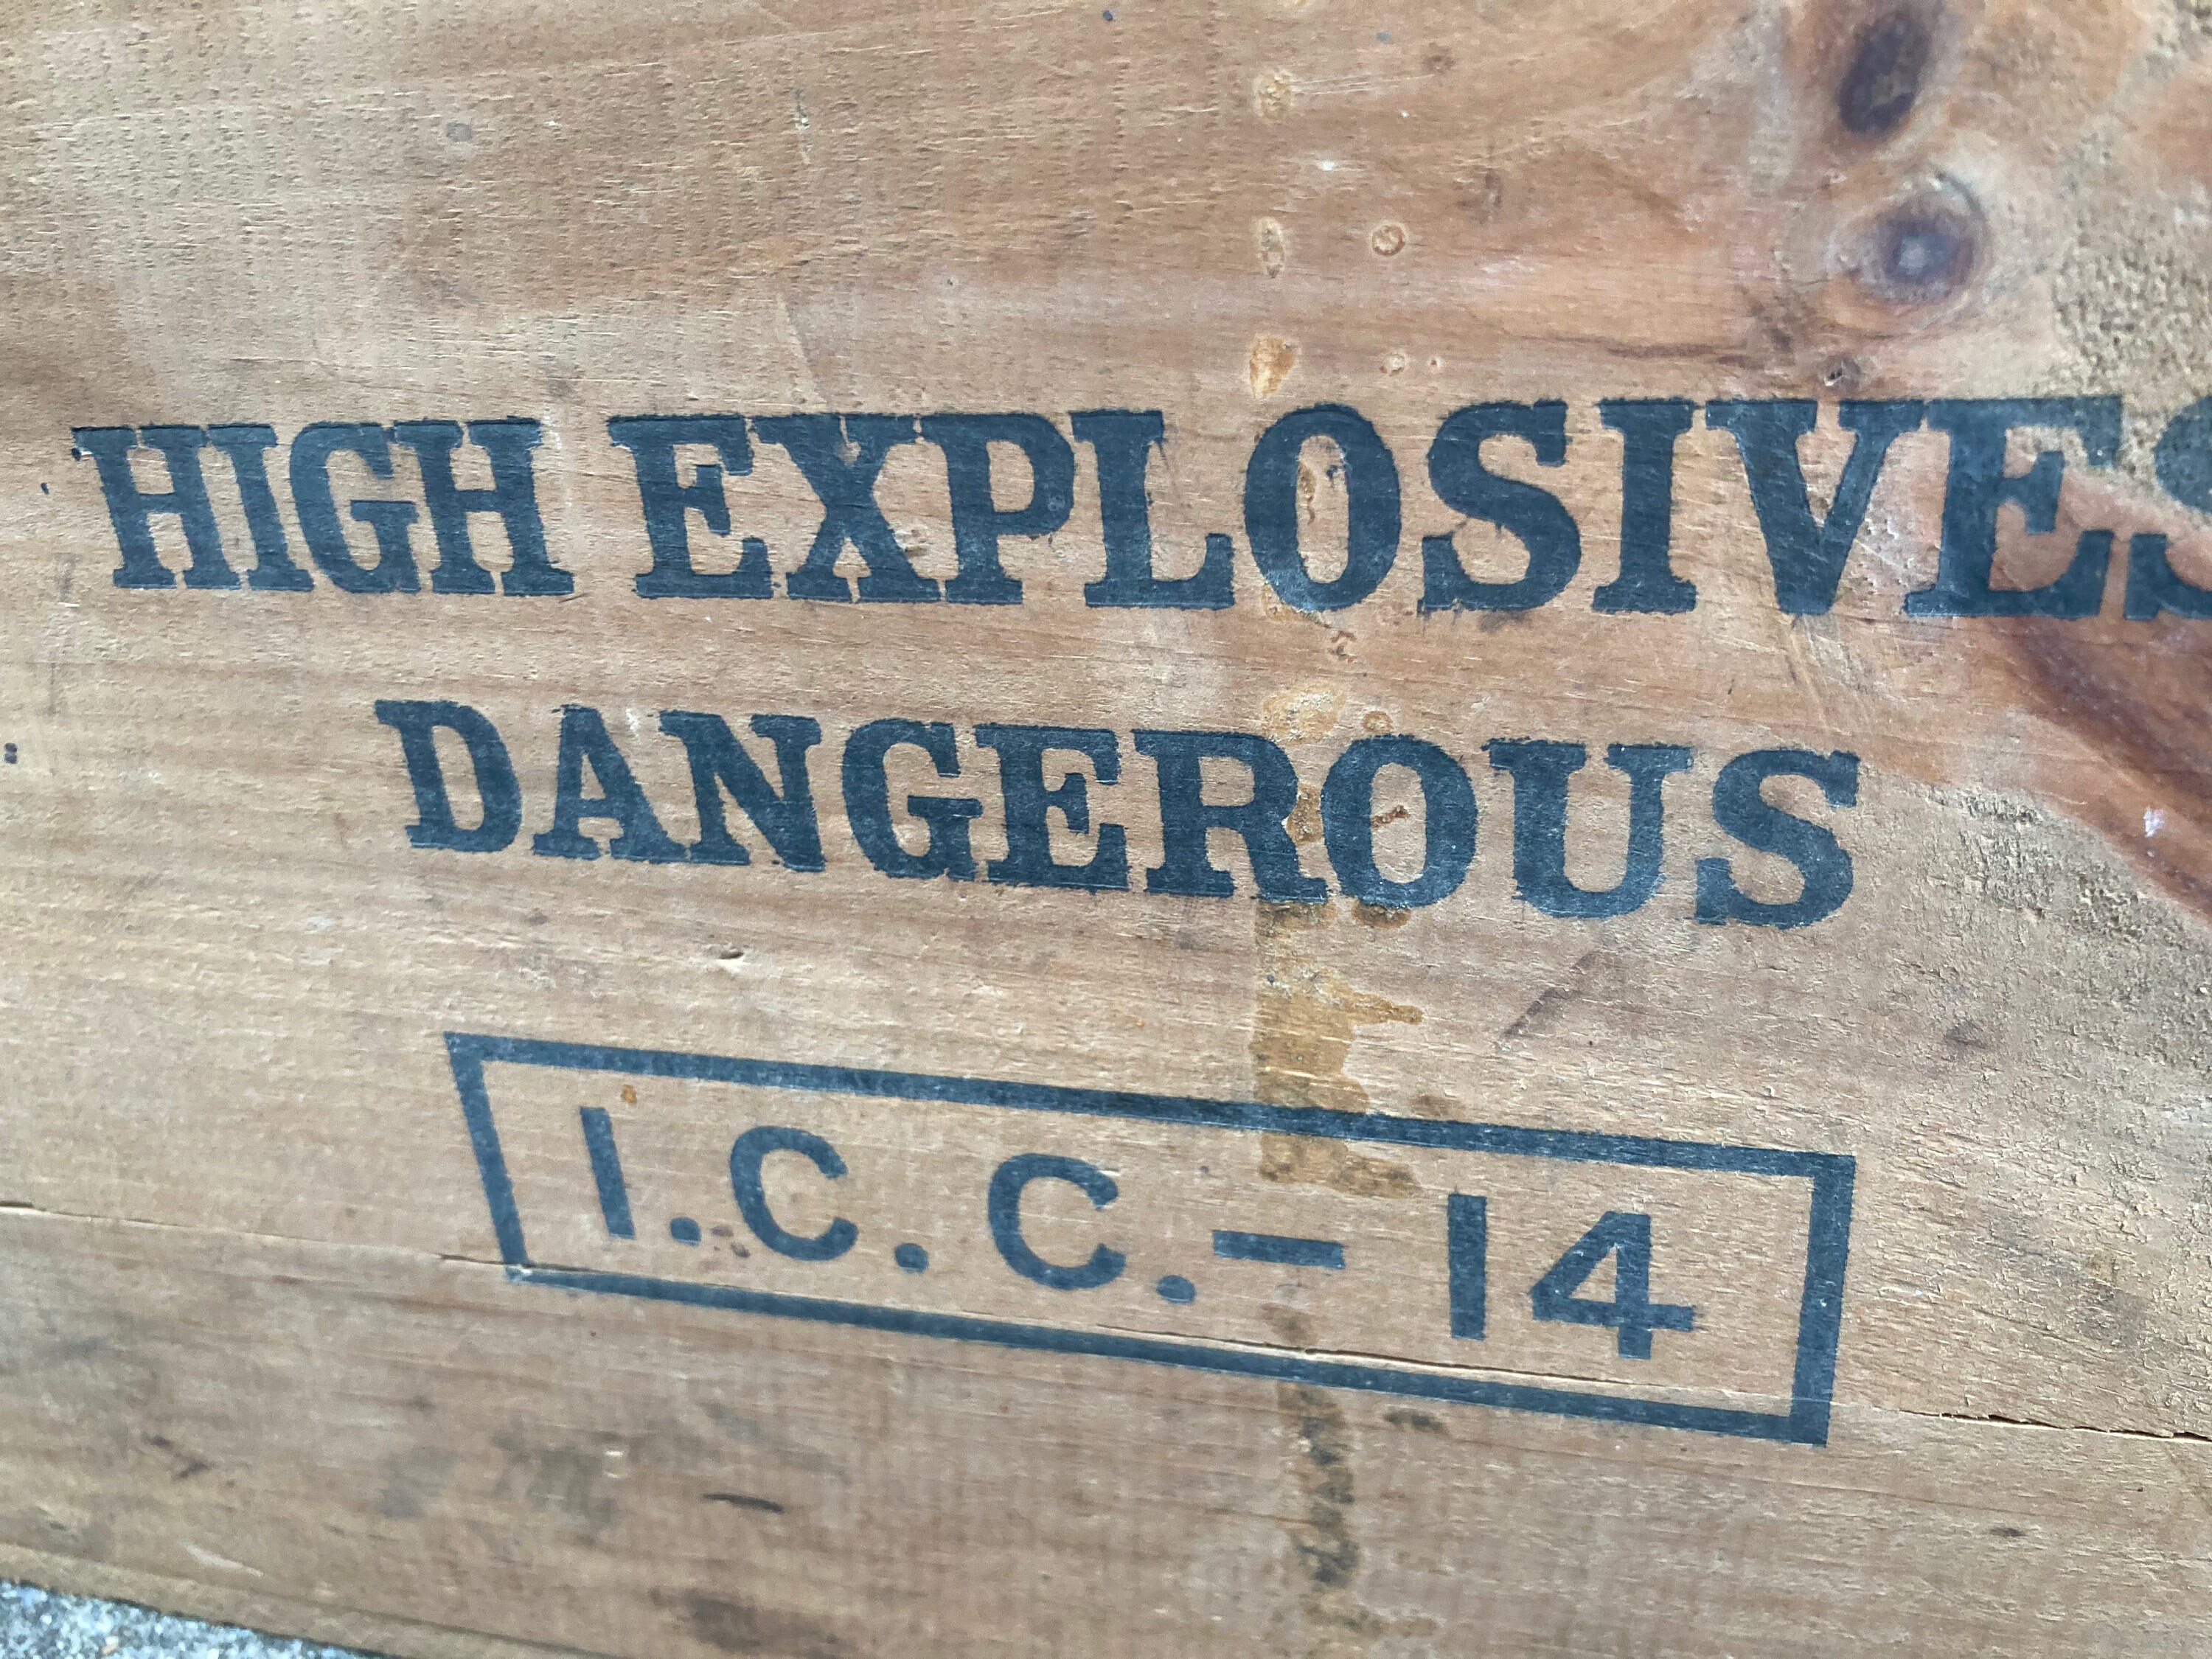 HIGH EXPLOSIVES
DANGEROUS
I.C.C.-14